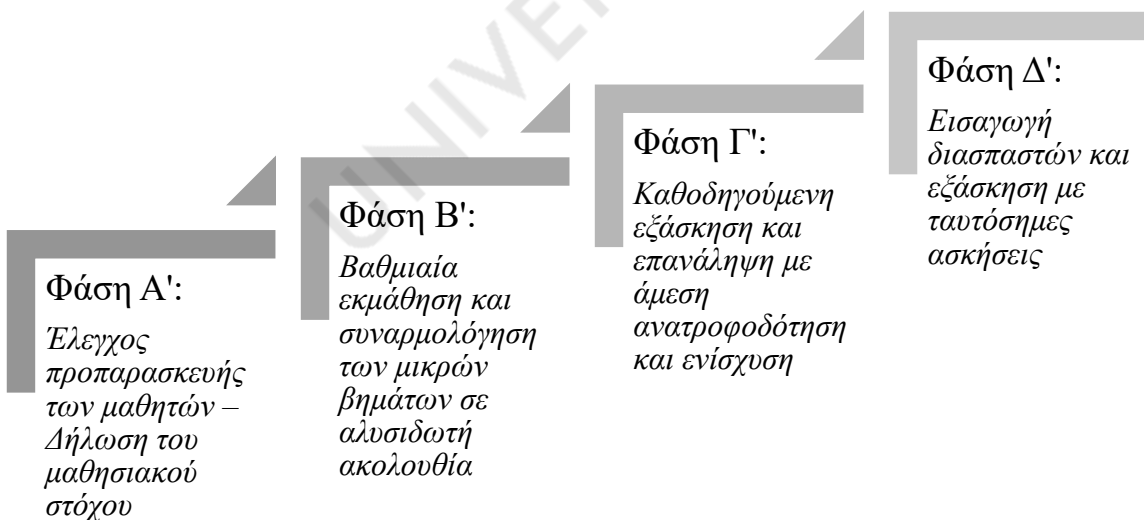 Φάση Α':
Έλεγχος
προπαρασκευής
των μαθητών –
Δήλωση του
μαθησιακού
στόχου
Φάση Β':
Βαθμιαία
εκμάθηση και
συναρμολόγηση
των μικρών
βημάτων σε
αλυσιδωτή
ακολουθία
Φάση Γ':
Καθοδηγούμενη
εξάσκηση και
επανάληψη με
άμεση
ανατροφοδότηση
και ενίσχυση
Φάση Δ':
Εισαγωγή
διασπαστών και
εξάσκηση με
ταυτόσημες
ασκήσεις